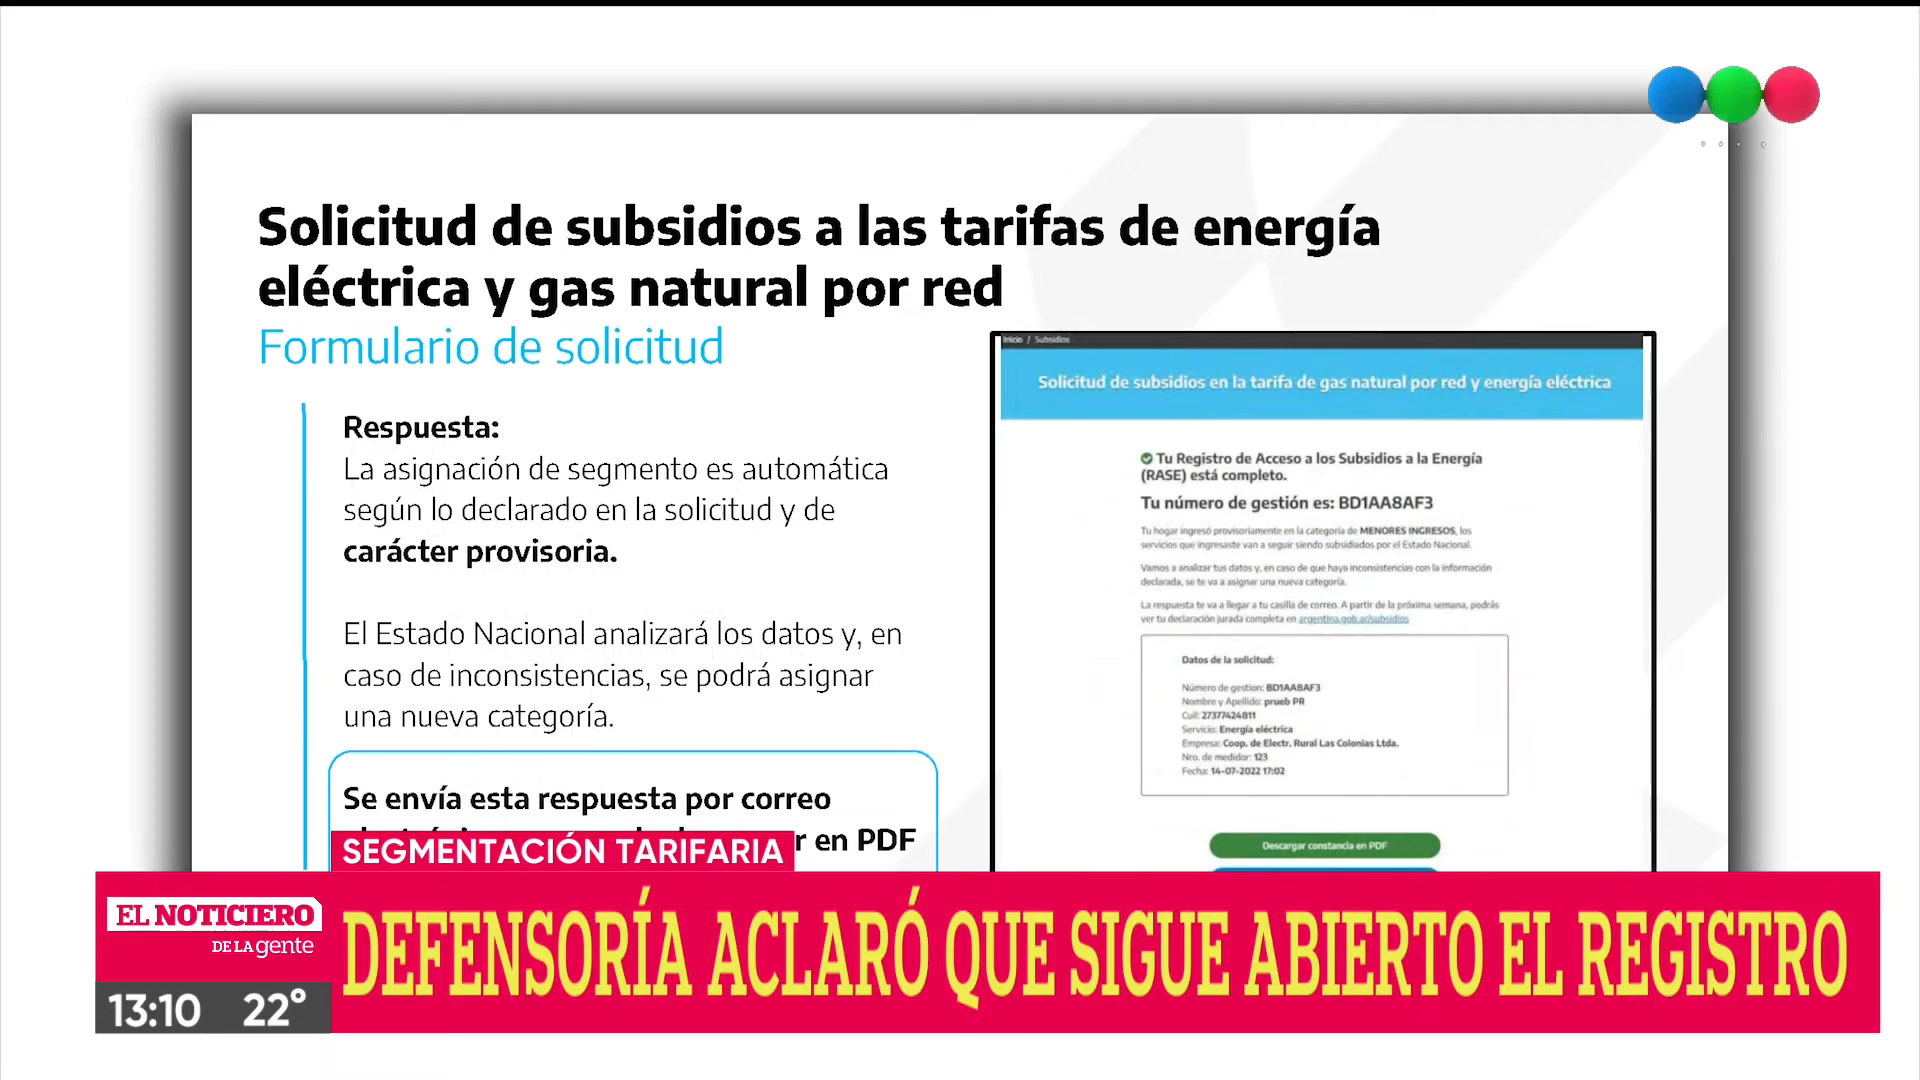 Solicitud de subsidios a las tarifas de energía
eléctrica y gas natural por red
Formulario de solicitud
Respuesta:
La asignación de segmento es automática
según lo declarado en la solicitud y de
carácter provisoria.
El Estado Nacional analizará los datos y, en
caso de inconsistencias, se podrá asignar
una nueva categoría.
Se envía esta respuesta por correo
r en PDF
Inicio / Subsidios
Solicitud de subsidios en la tarifa de gas natural por red y energía eléctrica
Tu Registro de Acceso a los Subsidios a la Energía
(RASE) está completo.
Tu número de gestión es: BD1AA8AF3
Tu hogar ingresó provisoriamente en la categoría de MENORES INGRESOS, los
servicios que ingresaste van a seguir siendo subsidiados por el Estado Nacional.
Vamos a analizar tus datos y, en caso de que haya inconsistencias con la información
declarada, se te va a asignar una nueva categoría.
La respuesta te va a llegar a tu casilla de correo. A partir de la próxima semana, podrás
ver tu declaración jurada completa en argentina.gob.ar/subsidios
Datos de la solicitud:
Número de gestion: BD1AA8AF3
Nombre y Apellido: prueb PR
Cuil: 27377424811
Servicio: Energía eléctrica
Empresa: Coop. de Electr. Rural Las Colonias Ltda.
Nro. de medidor: 123
Fecha: 14-07-2022 17:02
Descargar constancia en PDF
SEGMENTACIÓN TARIFARIA
EL NOTICIERO
DE LA gente
DEFENSORÍA ACLARÓ QUE SIGUE ABIERTO EL REGISTRO
13:10 22°